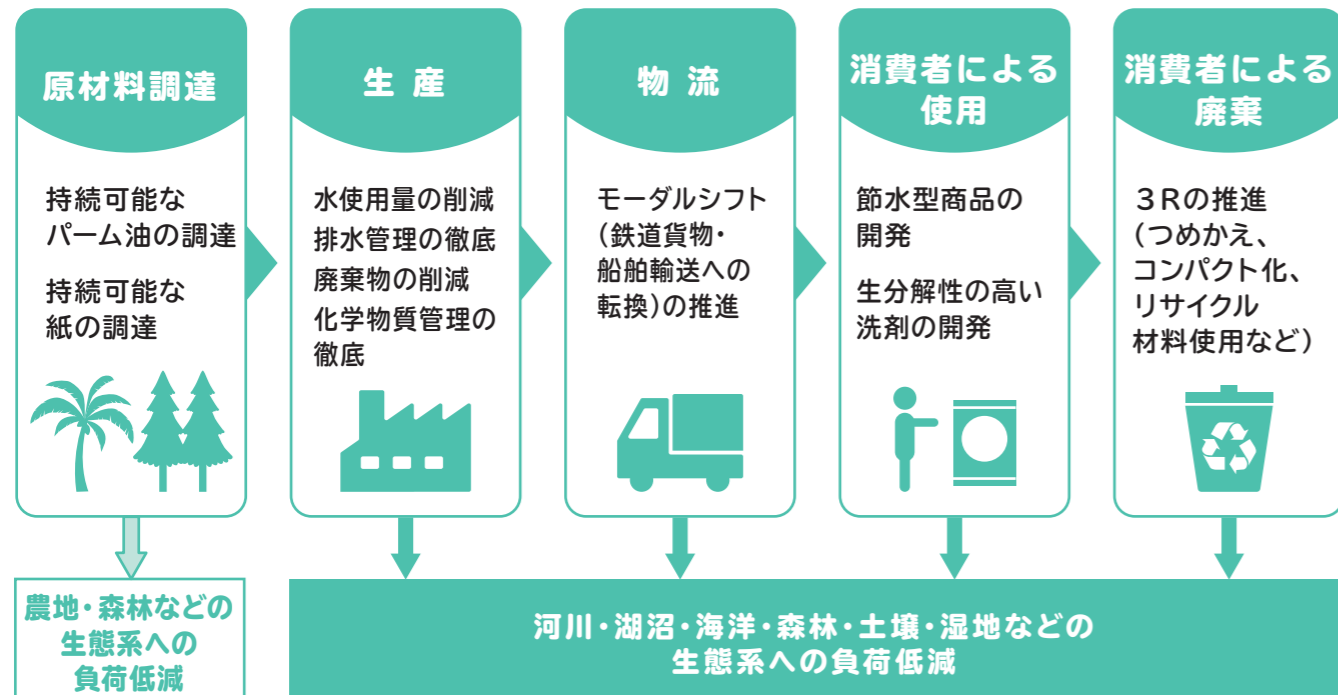 原材料調達
持続可能な
パーム油の調達
持続可能な
紙の調達
生 産
水使用量の削減
排水管理の徹底
廃棄物の削減
化学物質管理の
徹底
物 流
モーダルシフト
(鉄道貨物・
船舶輸送への
転換)の推進
消費者による
使用
節水型商品の
開発
生分解性の高い
洗剤の開発
消費者による
廃棄
3Rの推進
(つめかえ、
コンパクト化、
リサイクル
材料使用など)
農地・森林などの
生態系への
負荷低減
河川・湖沼・海洋・森林・土壌・湿地などの
生態系への負荷低減